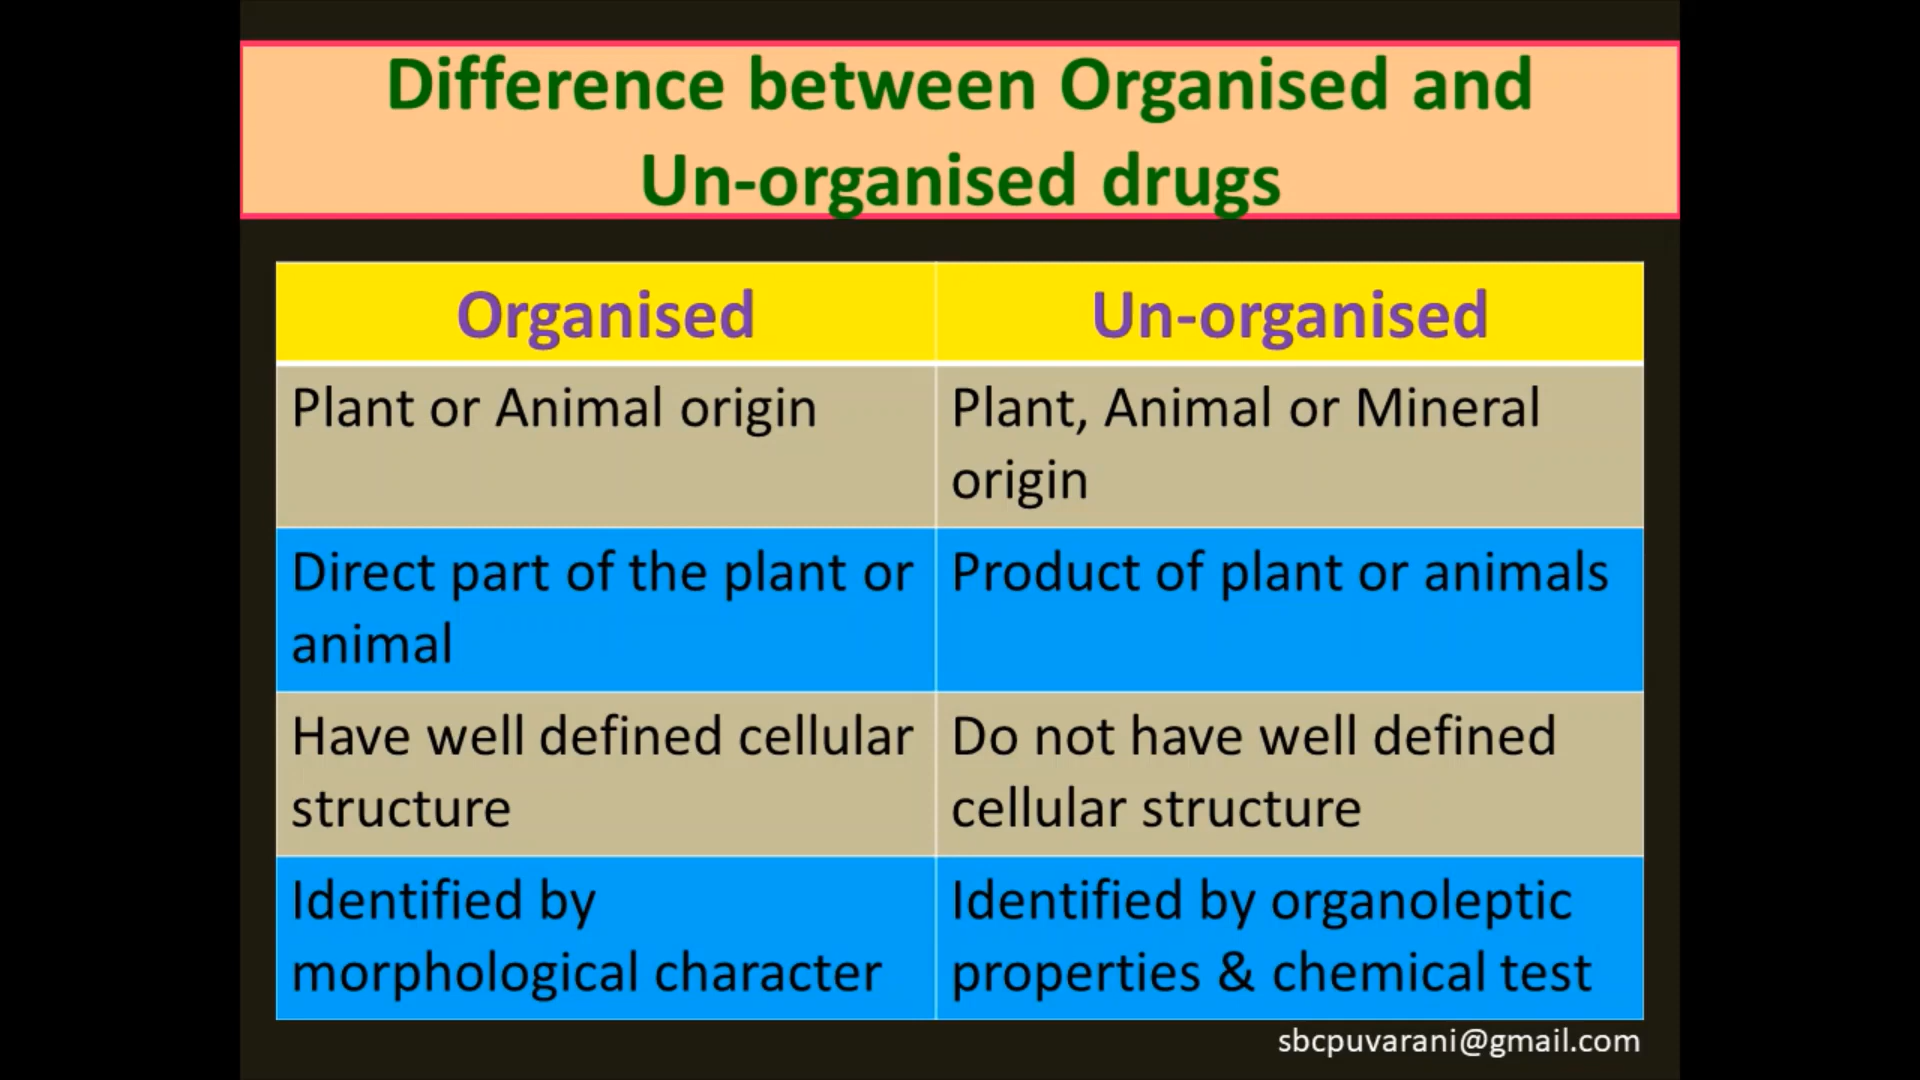 Difference between Organised and
Un-organised drugs
Organised
Un-organised
Plant or Animal origin
Plant, Animal or Mineral
origin
Direct part of the plant or
animal
Product of plant or animals
Have well defined cellular
structure
Do not have well defined
cellular structure
Identified by
morphological character
Identified by organoleptic
properties & chemical test
sbcpuvarani@gmail.com